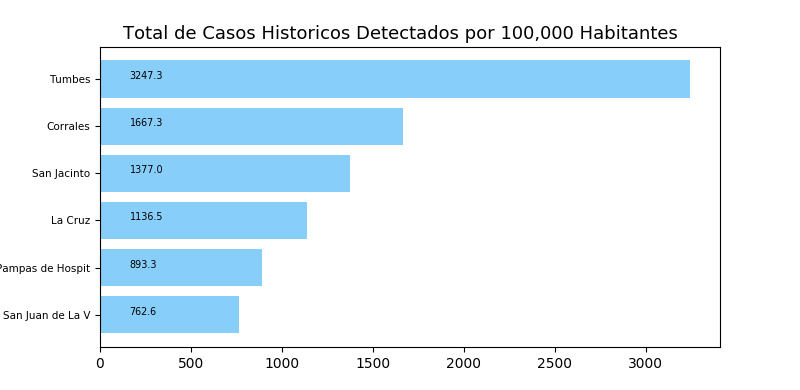 Total de Casos Historicos Detectados por 100,000 Habitantes
Tumbes 3247.3
Corrales 1667.3
San Jacinto 1377.0
La Cruz 1136.5
Pampas de Hospit 893.3
San Juan de La V 762.6
0 500 1000 1500 2000 2500 3000